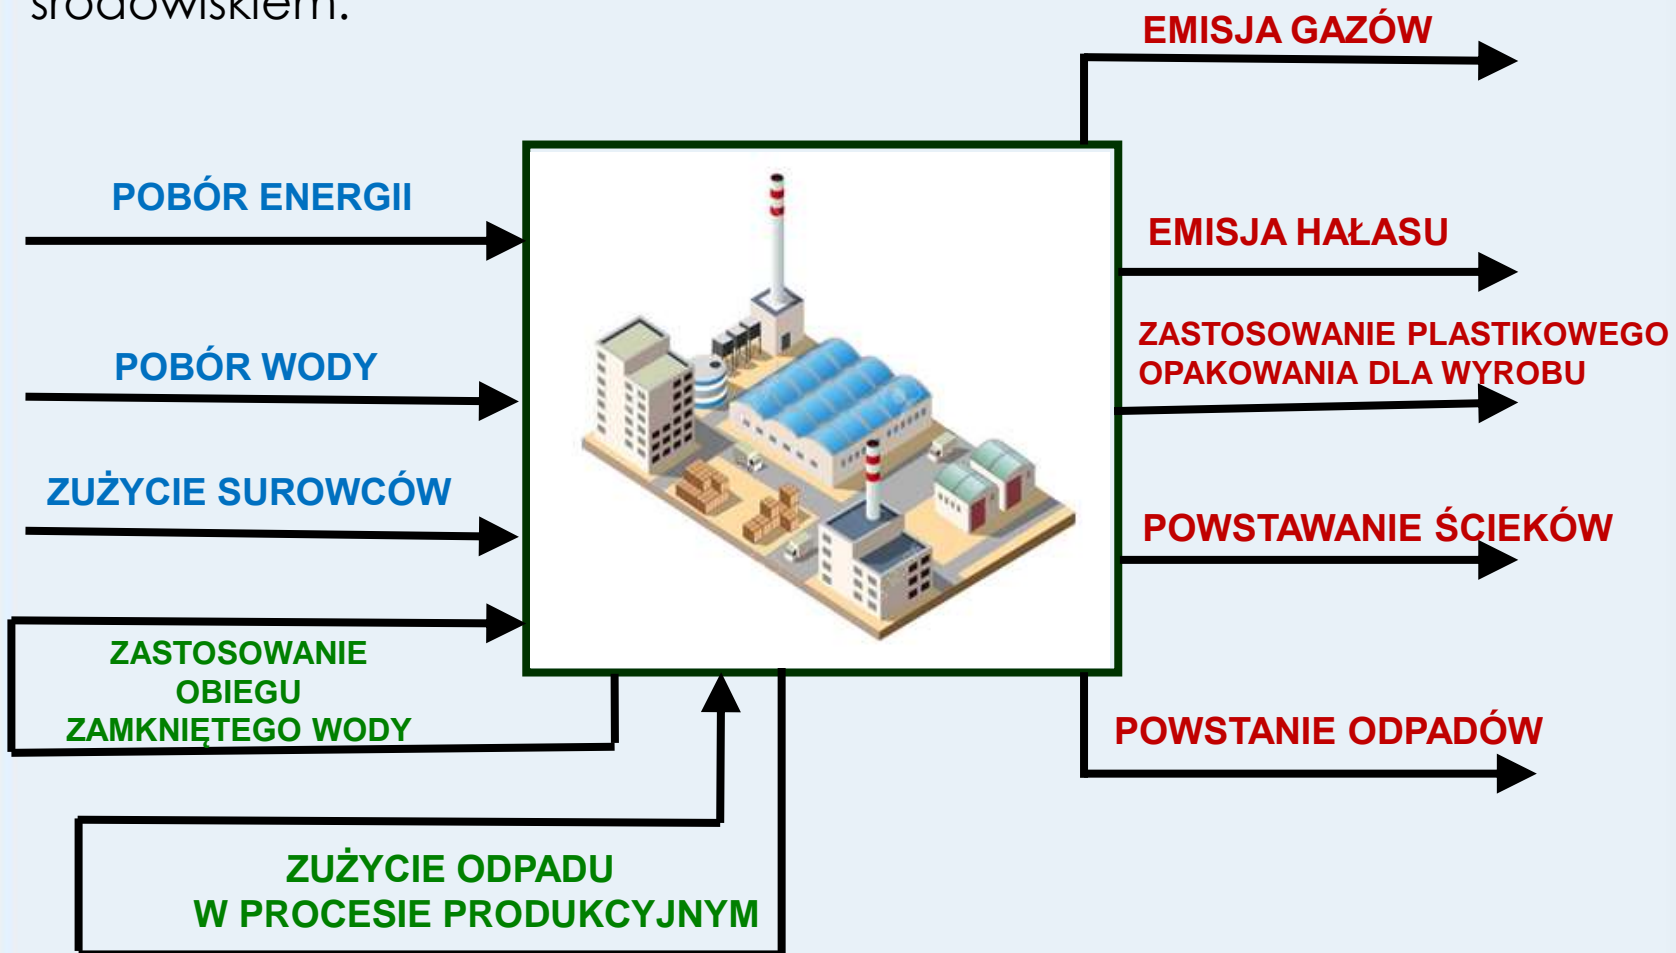 środowiskiem.
EMISJA GAZÓW
POBÓR ENERGII
EMISJA HAŁASU
ZASTOSOWANIE PLASTIKOWEGO
OPAKOWANIA DLA WYROBU
POBÓR WODY
ZUŻYCIE SUROWCÓW
POWSTAWANIE ŚCIEKÓW
ZASTOSOWANIE
OBIEGU
ZAMKNIĘTEGO WODY
POWSTANIE ODPADÓW
ZUŻYCIE ODPADU
W PROCESIE PRODUKCYJNYM